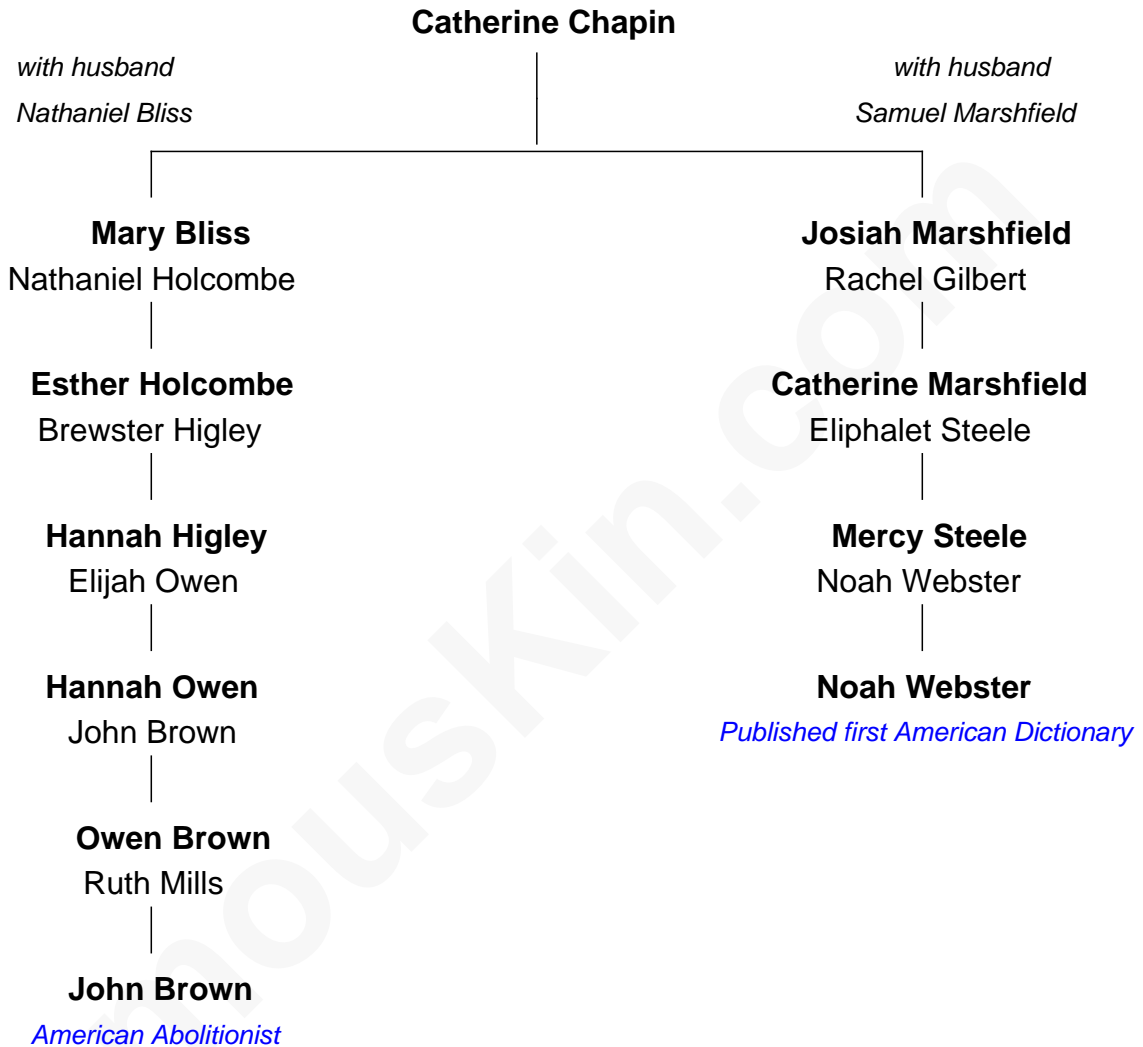 Catherine Chapin
with husband
Nathaniel Bliss
with husband
Samuel Marshfield
Mary Bliss
Nathaniel Holcombe
Josiah Marshfield
Rachel Gilbert
Esther Holcombe
Brewster Higley
Catherine Marshfield
Eliphalet Steele
Hannah Higley
Elijah Owen
Mercy Steele
Noah Webster
Hannah Owen
John Brown
Noah Webster
Published first American Dictionary
Owen Brown
Ruth Mills
John Brown
American Abolitionist
mouskin.com